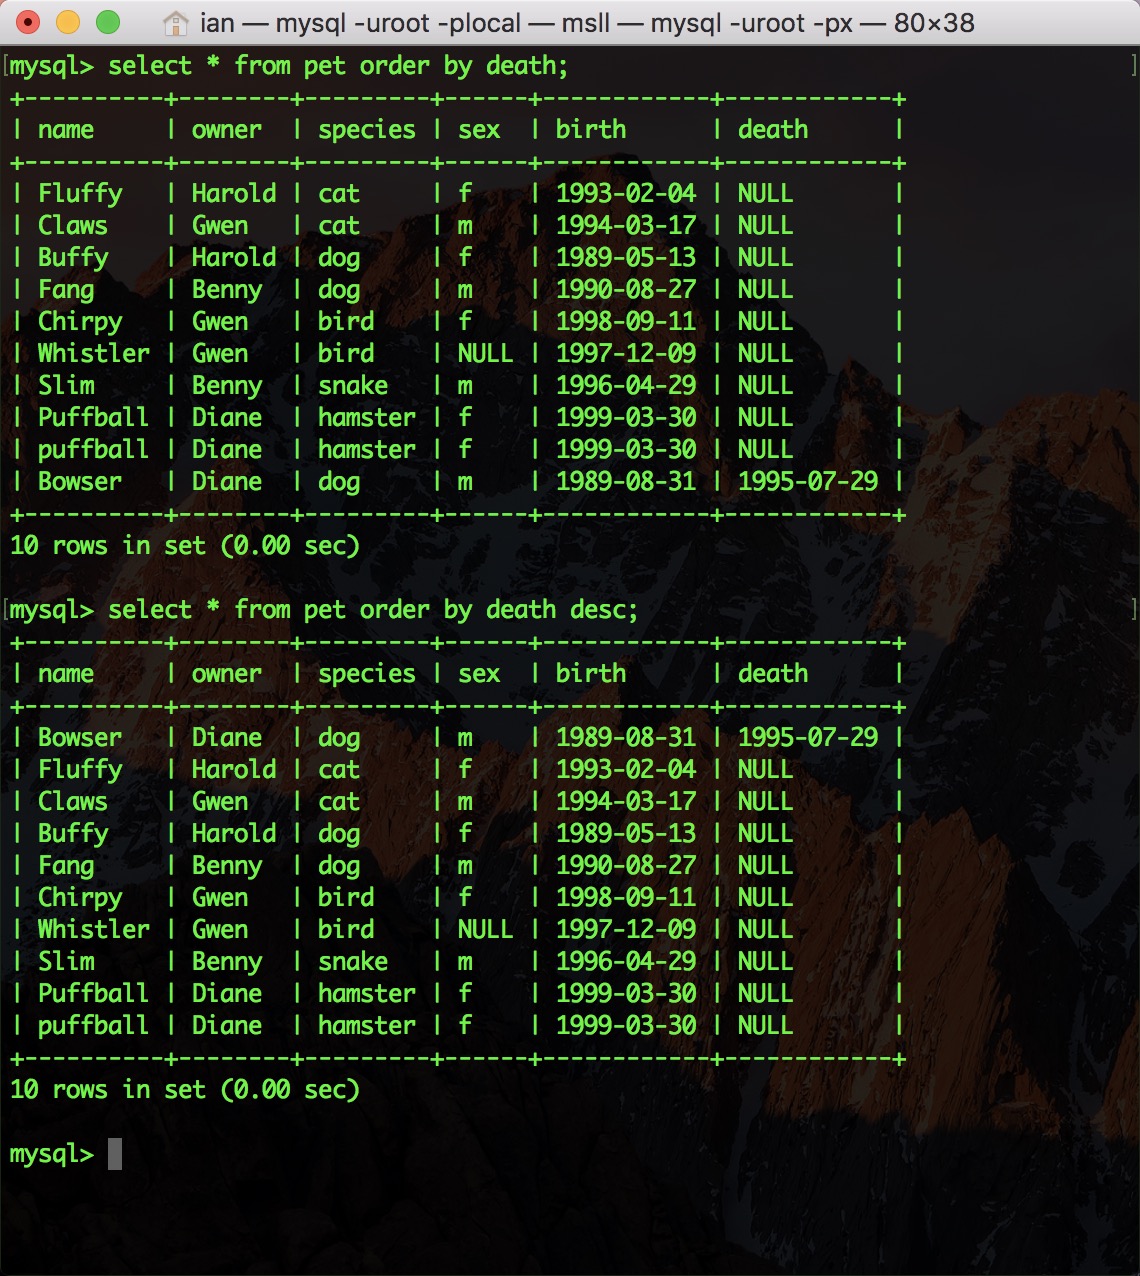 ian — mysql -uroot -plocal — msll — mysql -uroot -px — 80×38
[mysql> select * from pet order by death; ]
+----------+--------+---------+------+------------+------------+
| name     | owner  | species | sex  | birth      | death      |
+----------+--------+---------+------+------------+------------+
| Fluffy   | Harold | cat     | f    | 1993-02-04 | NULL       |
| Claws    | Gwen   | cat     | m    | 1994-03-17 | NULL       |
| Buffy    | Harold | dog     | f    | 1989-05-13 | NULL       |
| Fang     | Benny  | dog     | m    | 1990-08-27 | NULL       |
| Chirpy   | Gwen   | bird    | f    | 1998-09-11 | NULL       |
| Whistler | Gwen   | bird    | NULL | 1997-12-09 | NULL       |
| Slim     | Benny  | snake   | m    | 1996-04-29 | NULL       |
| Puffball | Diane  | hamster | f    | 1999-03-30 | NULL       |
| puffball | Diane  | hamster | f    | 1999-03-30 | NULL       |
| Bowser   | Diane  | dog     | m    | 1989-08-31 | 1995-07-29 |
+----------+--------+---------+------+------------+------------+
10 rows in set (0.00 sec)
[mysql> select * from pet order by death desc; ]
+----------+--------+---------+------+------------+------------+
| name     | owner  | species | sex  | birth      | death      |
+----------+--------+---------+------+------------+------------+
| Bowser   | Diane  | dog     | m    | 1989-08-31 | 1995-07-29 |
| Fluffy   | Harold | cat     | f    | 1993-02-04 | NULL       |
| Claws    | Gwen   | cat     | m    | 1994-03-17 | NULL       |
| Buffy    | Harold | dog     | f    | 1989-05-13 | NULL       |
| Fang     | Benny  | dog     | m    | 1990-08-27 | NULL       |
| Chirpy   | Gwen   | bird    | f    | 1998-09-11 | NULL       |
| Whistler | Gwen   | bird    | NULL | 1997-12-09 | NULL       |
| Slim     | Benny  | snake   | m    | 1996-04-29 | NULL       |
| Puffball | Diane  | hamster | f    | 1999-03-30 | NULL       |
| puffball | Diane  | hamster | f    | 1999-03-30 | NULL       |
+----------+--------+---------+------+------------+------------+
10 rows in set (0.00 sec)
mysql>